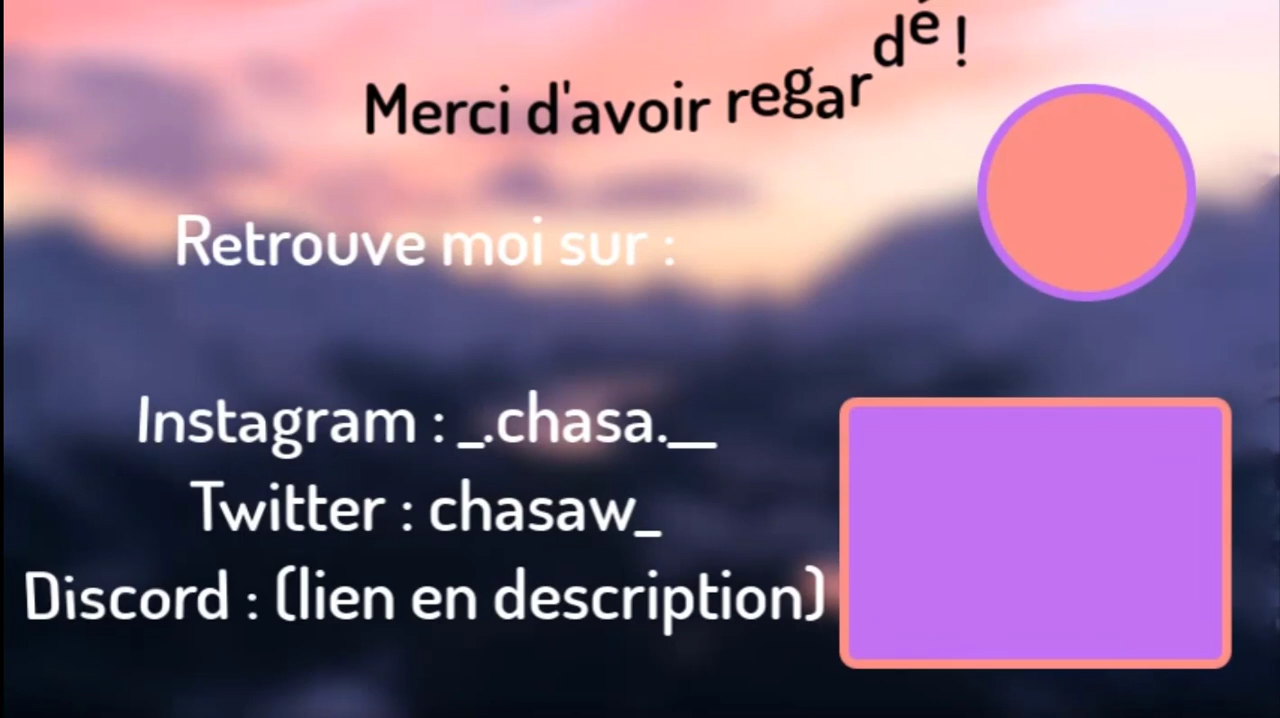 Merci d'avoir regardé !
Retrouve moi sur :
Instagram : _.chasa.__
Twitter : chasaw_
Discord : (lien en description)